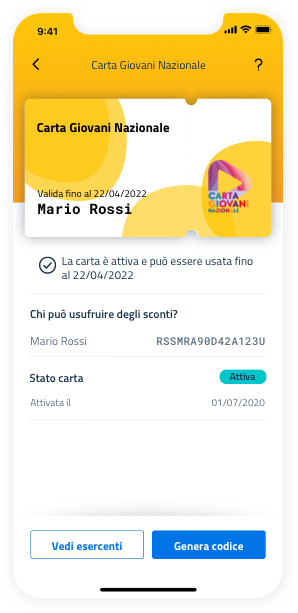 9:41
Carta Giovani Nazionale
?
Carta Giovani Nazionale
Valida fino al 22/04/2022
Mario Rossi
CARTA
GIOVANI
NAZIONALE
La carta è attiva e può essere usata fino
al 22/04/2022
Chi può usufruire degli sconti?
Mario Rossi RSSMRA90D42A123U
Stato carta Attiva
Attivata il 01/07/2020
Vedi esercenti Genera codice